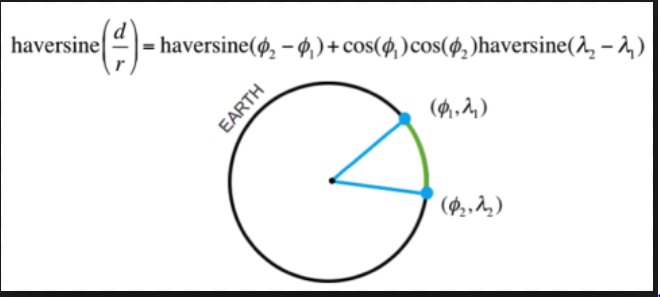 haversine(d/r) = haversine(ϕ₂ − ϕ₁) + cos(ϕ₁)cos(ϕ₂)haversine(λ₂ − λ₁)
EARTH
(ϕ₁, λ₁)
(ϕ₂, λ₂)